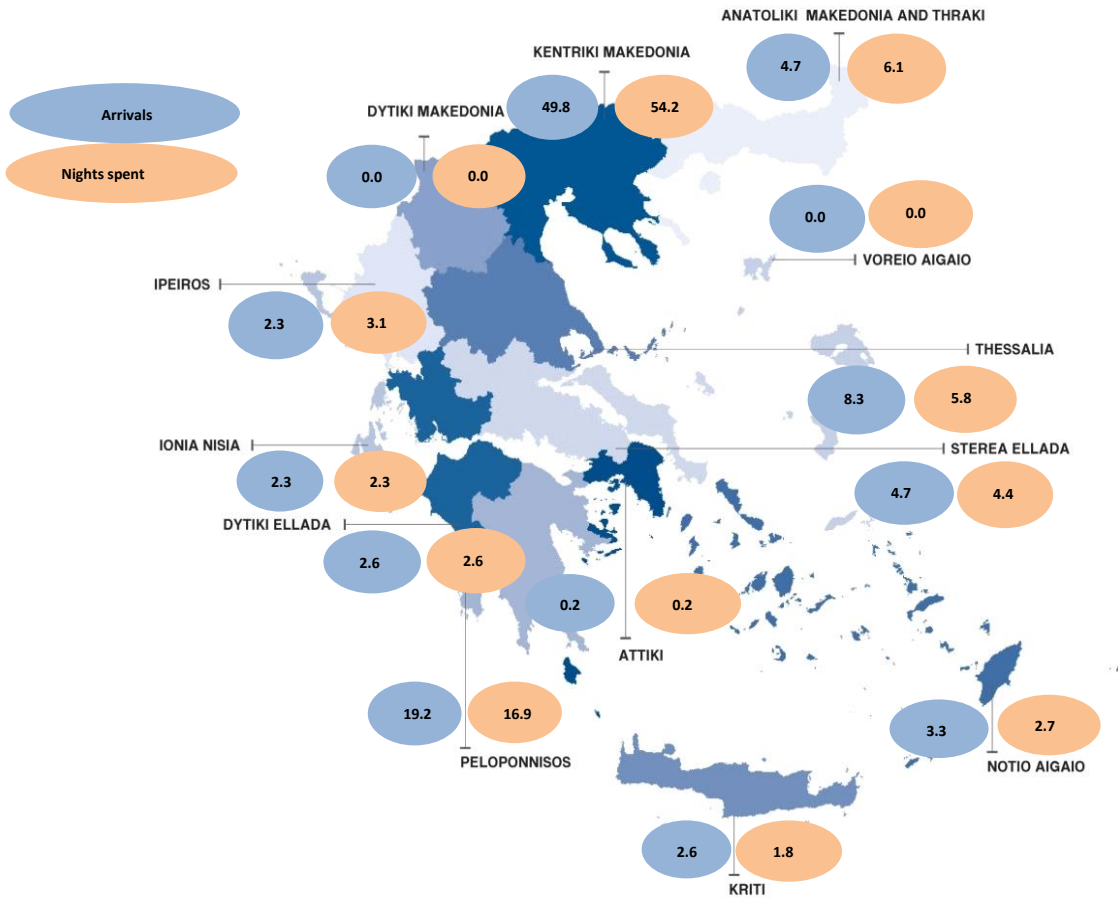 ANATOLIKI MAKEDONIA AND THRAKI
4.7
6.1
KENTRIKI MAKEDONIA
49.8
54.2
Arrivals
Nights spent
DYTIKI MAKEDONIA
0.0
0.0
0.0
0.0
VOREIO AIGAIO
IPEIROS
2.3
3.1
THESSALIA
8.3
5.8
IONIA NISIA
2.3
2.3
STEREA ELLADA
4.7
4.4
DYTIKI ELLADA
2.6
2.6
0.2
0.2
ATTIKI
19.2
16.9
PELOPONNISOS
3.3
2.7
NOTIO AIGAIO
2.6
1.8
KRITI